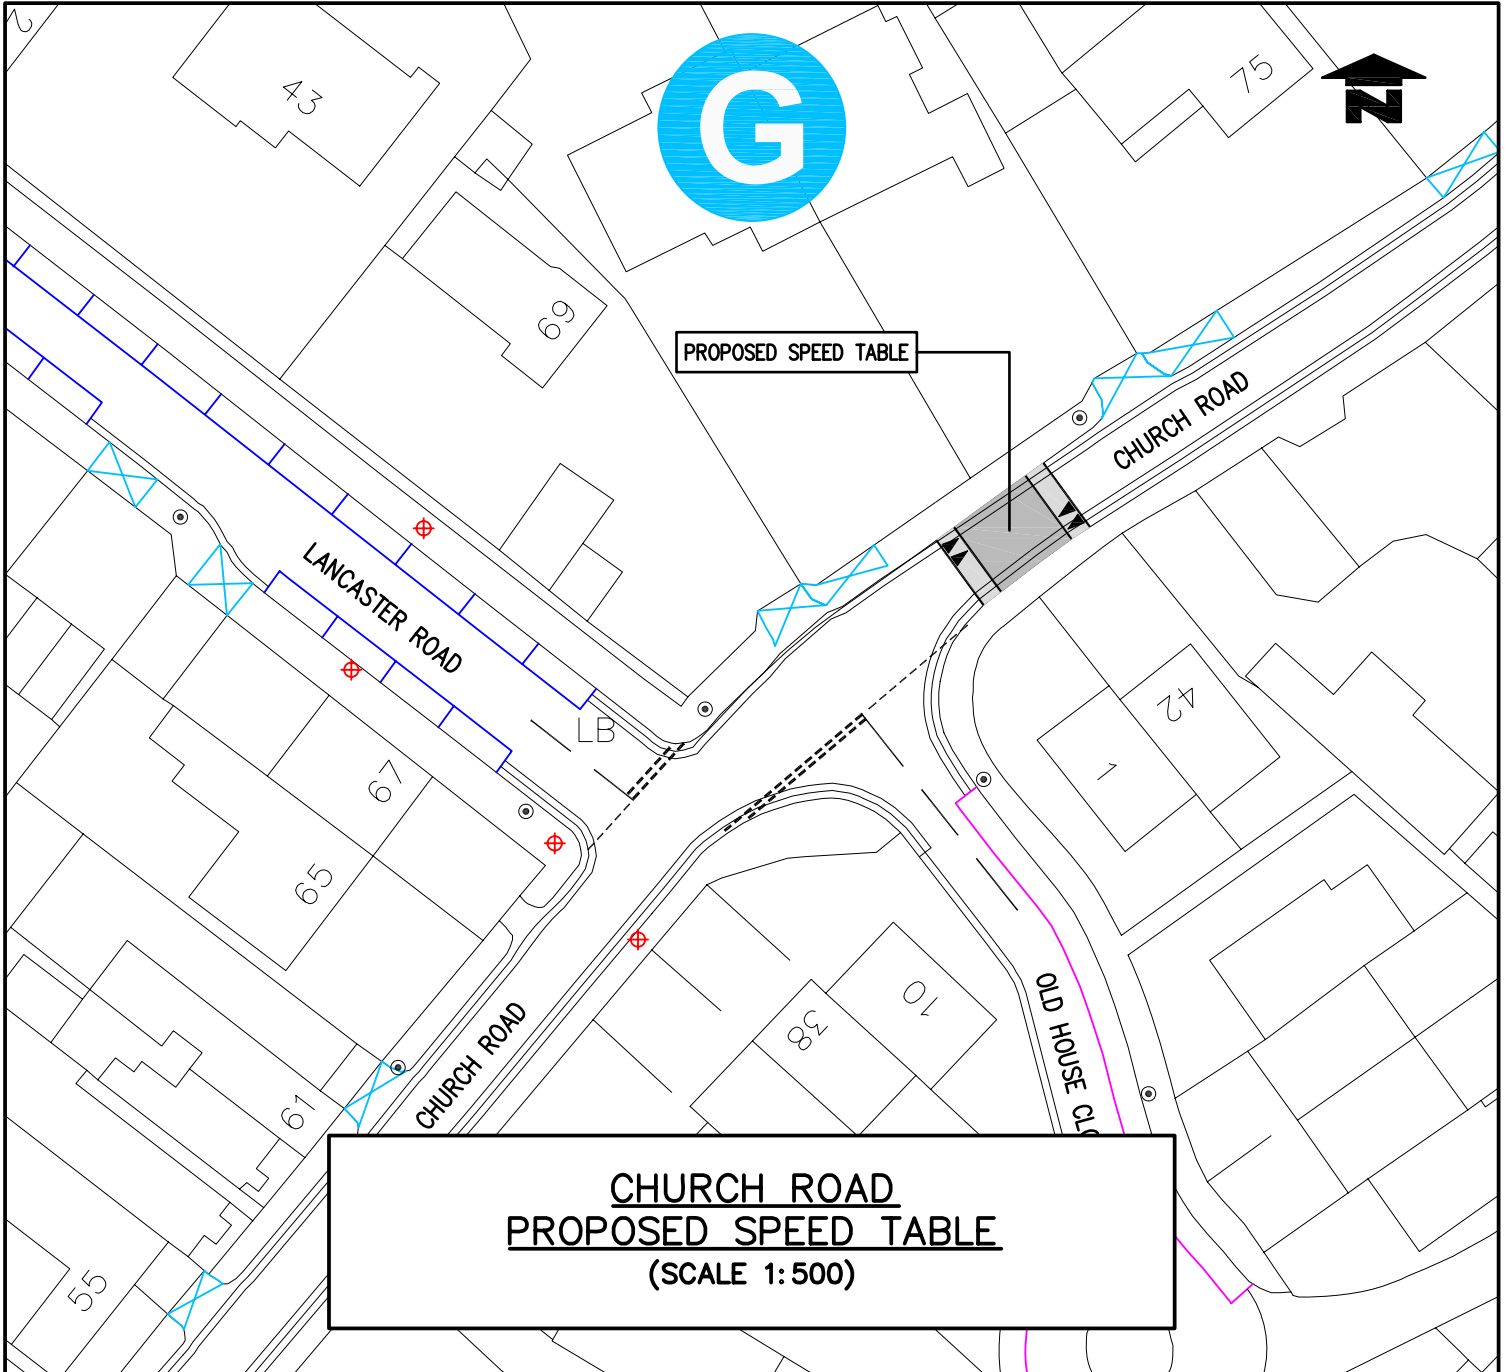 2
43
G
75
N
69
PROPOSED SPEED TABLE
CHURCH ROAD
LANCASTER ROAD
LB
42
1
67
65
10
38
OLD HOUSE CLO
CHURCH ROAD
61
55
CHURCH ROAD
PROPOSED SPEED TABLE
(SCALE 1:500)